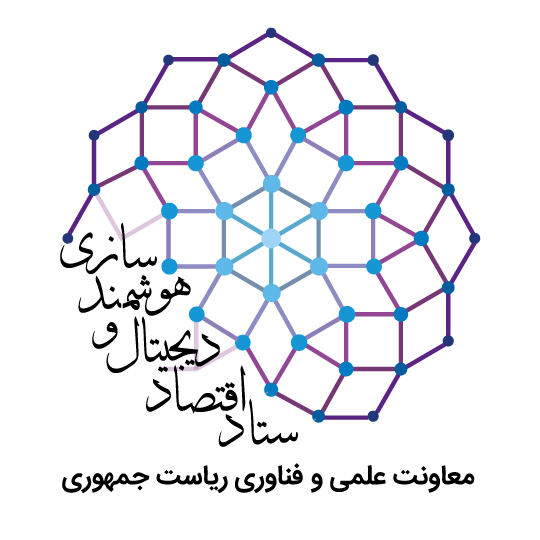 ستاد
اقتصاد
دیجیتال و
هوشمند
سازی
معاونت علمی و فناوری ریاست جمهوری